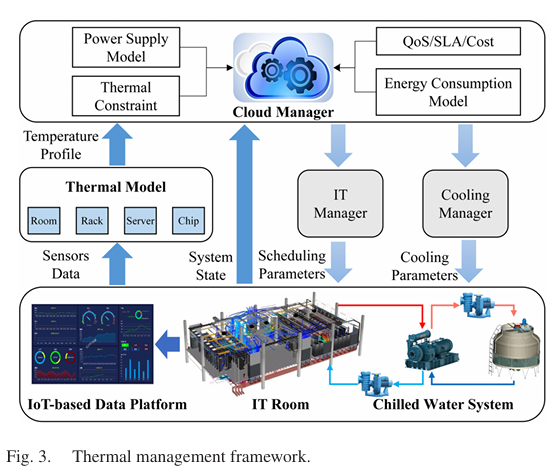 Power Supply
Model
Thermal
Constraint
QoS/SLA/Cost
Energy Consumption
Model
Cloud Manager
Temperature
Profile
Thermal Model
Room
Rack
Server
Chip
IT
Manager
Cooling
Manager
Sensors
Data
System
State
Scheduling
Parameters
Cooling
Parameters
IoT-based Data Platform
IT Room
Chilled Water System
Fig. 3. Thermal management framework.